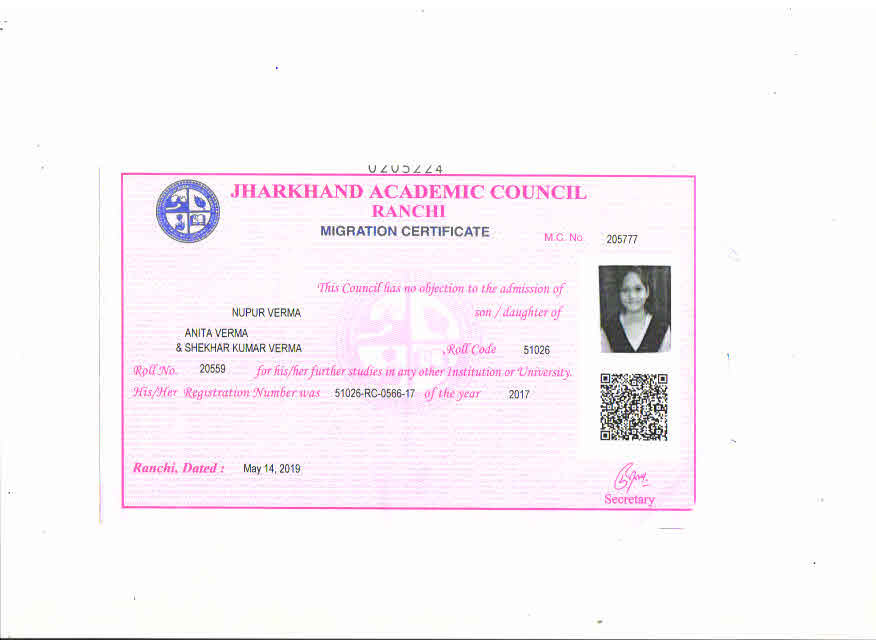 0205224
JHARKHAND ACADEMIC COUNCIL
RANCHI
MIGRATION CERTIFICATE
M.C. No. 205777
This Council has no objection to the admission of
NUPUR VERMA son / daughter of
ANITA VERMA
& SHEKHAR KUMAR VERMA , Roll Code 51026
Roll No. 20559 for his/her further studies in any other Institution or University.
His/Her Registration Number was 51026-RC-0566-17 of the year 2017
Ranchi, Dated : May 14, 2019
Secretary